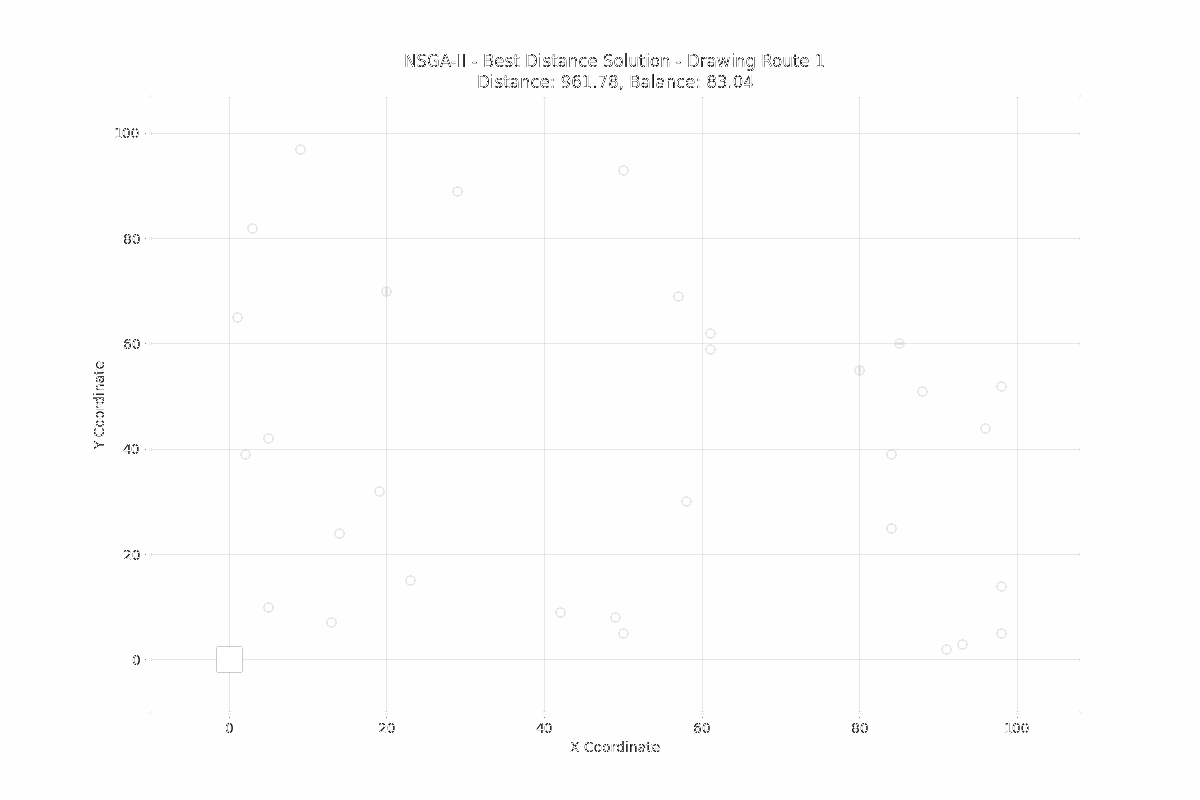 NSGA-II - Best Distance Solution - Drawing Route 1
Distance: 961.78, Balance: 83.04
100
80
60
40
20
0
Y Coordinate
0 20 40 60 80 100
X Coordinate